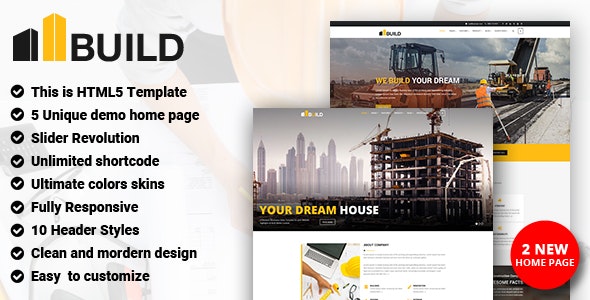 BUILD
This is HTML5 Template
5 Unique demo home page
Slider Revolution
Unlimited shortcode
Ultimate colors skins
Fully Responsive
10 Header Styles
Clean and mordern design
Easy to customize
BUILD
WE BUILD YOUR DREAM
BUILD
YOUR DREAM HOUSE
ABOUT COMPANY
2 NEW
HOME PAGE